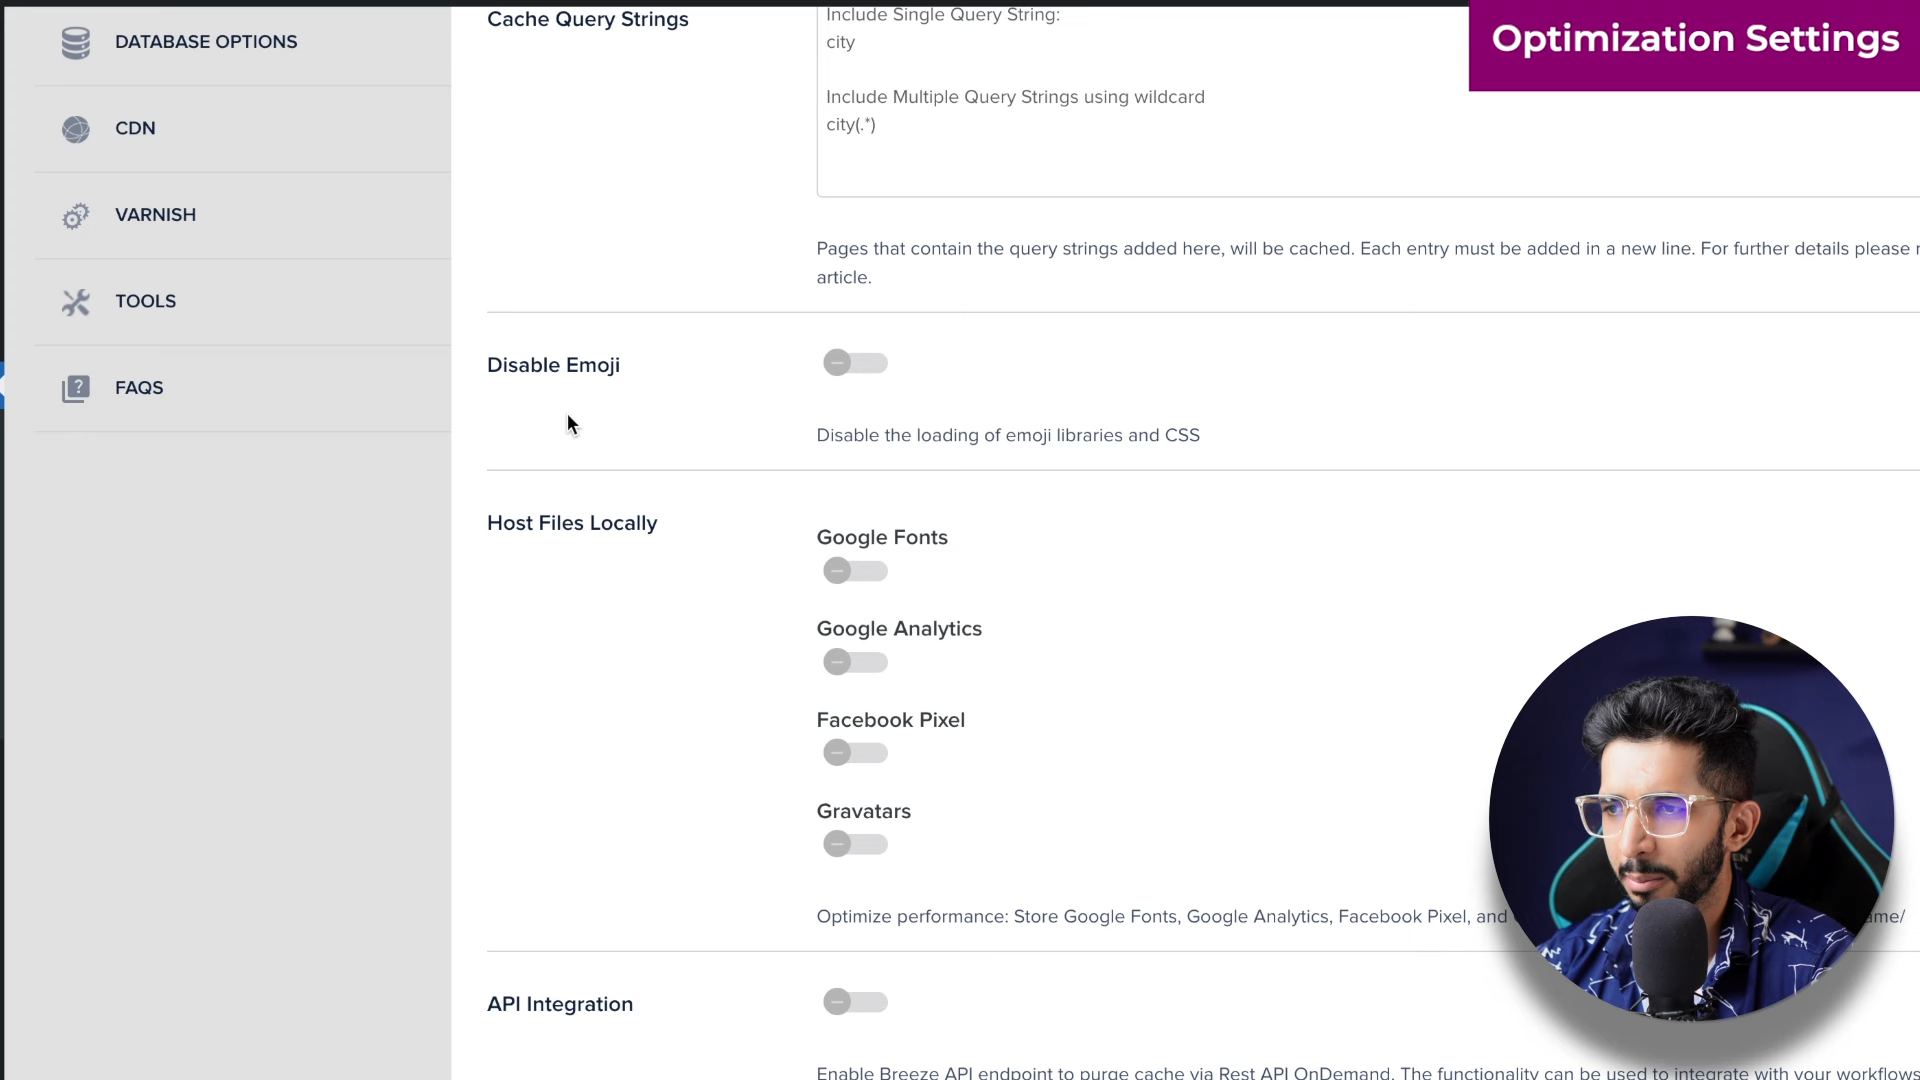 DATABASE OPTIONS
CDN
VARNISH
TOOLS
FAQS
Cache Query Strings
Include Single Query String:
city
Include Multiple Query Strings using wildcard
city(.*)
Pages that contain the query strings added here, will be cached. Each entry must be added in a new line. For further details please
article.
Disable Emoji
Disable the loading of emoji libraries and CSS
Host Files Locally
Google Fonts
Google Analytics
Facebook Pixel
Gravatars
Optimize performance: Store Google Fonts, Google Analytics, Facebook Pixel, and
API Integration
Enable Breeze API endpoint to purge cache via Rest API OnDemand. The functionality can be used to integrate with your workflows
Optimization Settings